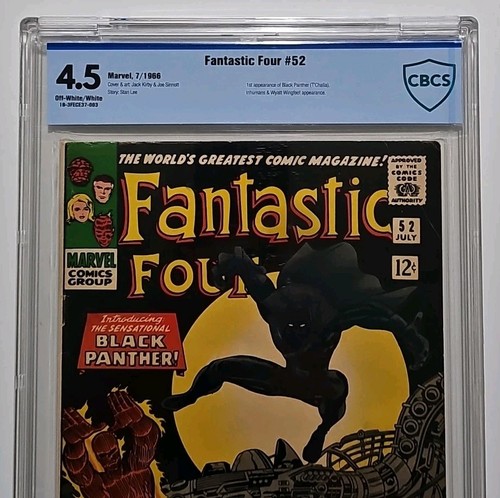 Fantastic Four #52
4.5
Off-White/White
Marvel, 7/1966
Cover & art: Jack Kirby & Joe Sinnott
Story: Stan Lee
1st appearance of Black Panther (T'Challa).
Inhumans & Wyatt Wingfoot appearance
CBCS
THE WORLD'S GREATEST COMIC MAGAZINE!
APPROVED
BY THE
COMICS
CODE
AUTHORITY
Fantastic
FOUR
52
JULY
12¢
MARVEL
COMICS
GROUP
Introducing
THE SENSATIONAL
BLACK
PANTHER!